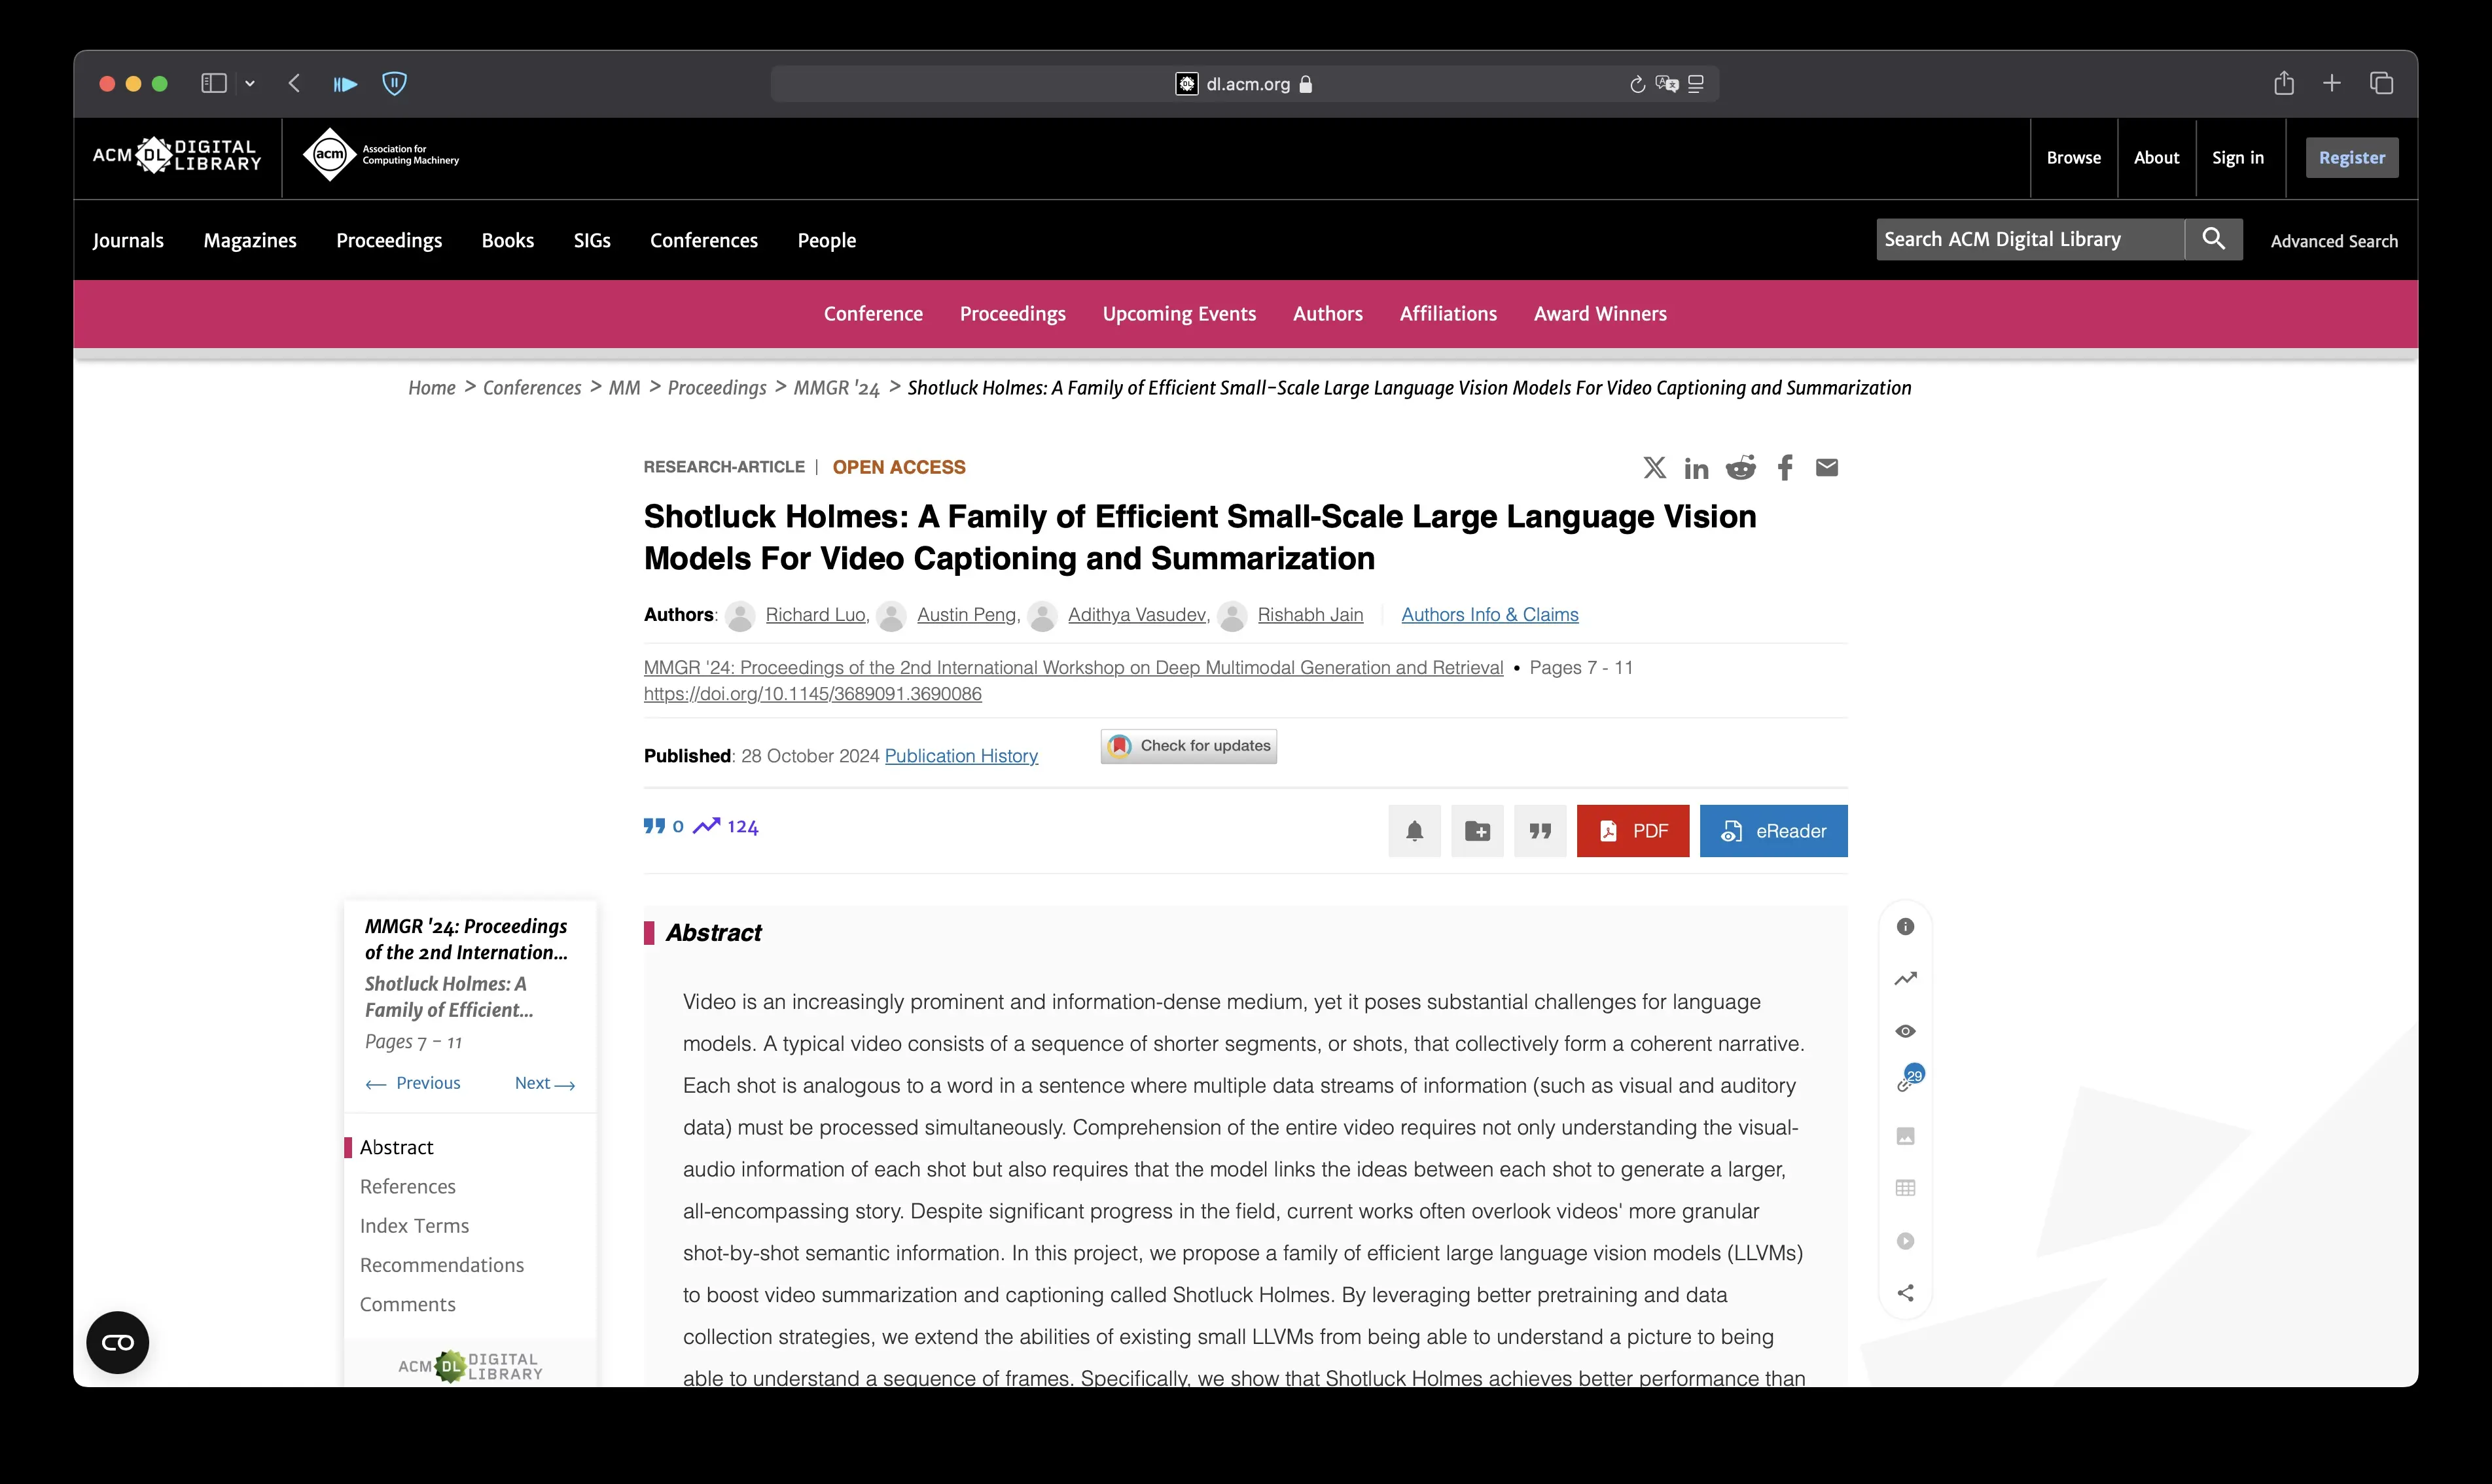 dl.acm.org
ACM DL DIGITAL LIBRARY
acm Association for Computing Machinery
Browse
About
Sign in
Register
Journals
Magazines
Proceedings
Books
SIGs
Conferences
People
Search ACM Digital Library
Advanced Search
Conference
Proceedings
Upcoming Events
Authors
Affiliations
Award Winners
Home > Conferences > MM > Proceedings > MMGR '24 > Shotluck Holmes: A Family of Efficient Small-Scale Large Language Vision Models For Video Captioning and Summarization
RESEARCH-ARTICLE | OPEN ACCESS
Shotluck Holmes: A Family of Efficient Small-Scale Large Language Vision
Models For Video Captioning and Summarization
Authors: Richard Luo, Austin Peng, Adithya Vasudev, Rishabh Jain Authors Info & Claims
MMGR '24: Proceedings of the 2nd International Workshop on Deep Multimodal Generation and Retrieval • Pages 7 - 11
https://doi.org/10.1145/3689091.3690086
Published: 28 October 2024 Publication History
Check for updates
0 124
PDF
eReader
MMGR '24: Proceedings
of the 2nd Internation...
Shotluck Holmes: A
Family of Efficient...
Pages 7 - 11
← Previous
Next →
Abstract
References
Index Terms
Recommendations
Comments
ACM DL DIGITAL LIBRARY
Abstract
Video is an increasingly prominent and information-dense medium, yet it poses substantial challenges for language
models. A typical video consists of a sequence of shorter segments, or shots, that collectively form a coherent narrative.
Each shot is analogous to a word in a sentence where multiple data streams of information (such as visual and auditory
data) must be processed simultaneously. Comprehension of the entire video requires not only understanding the visual-
audio information of each shot but also requires that the model links the ideas between each shot to generate a larger,
all-encompassing story. Despite significant progress in the field, current works often overlook videos' more granular
shot-by-shot semantic information. In this project, we propose a family of efficient large language vision models (LLVMs)
to boost video summarization and captioning called Shotluck Holmes. By leveraging better pretraining and data
collection strategies, we extend the abilities of existing small LLVMs from being able to understand a picture to being
able to understand a sequence of frames. Specifically, we show that Shotluck Holmes achieves better performance than
29